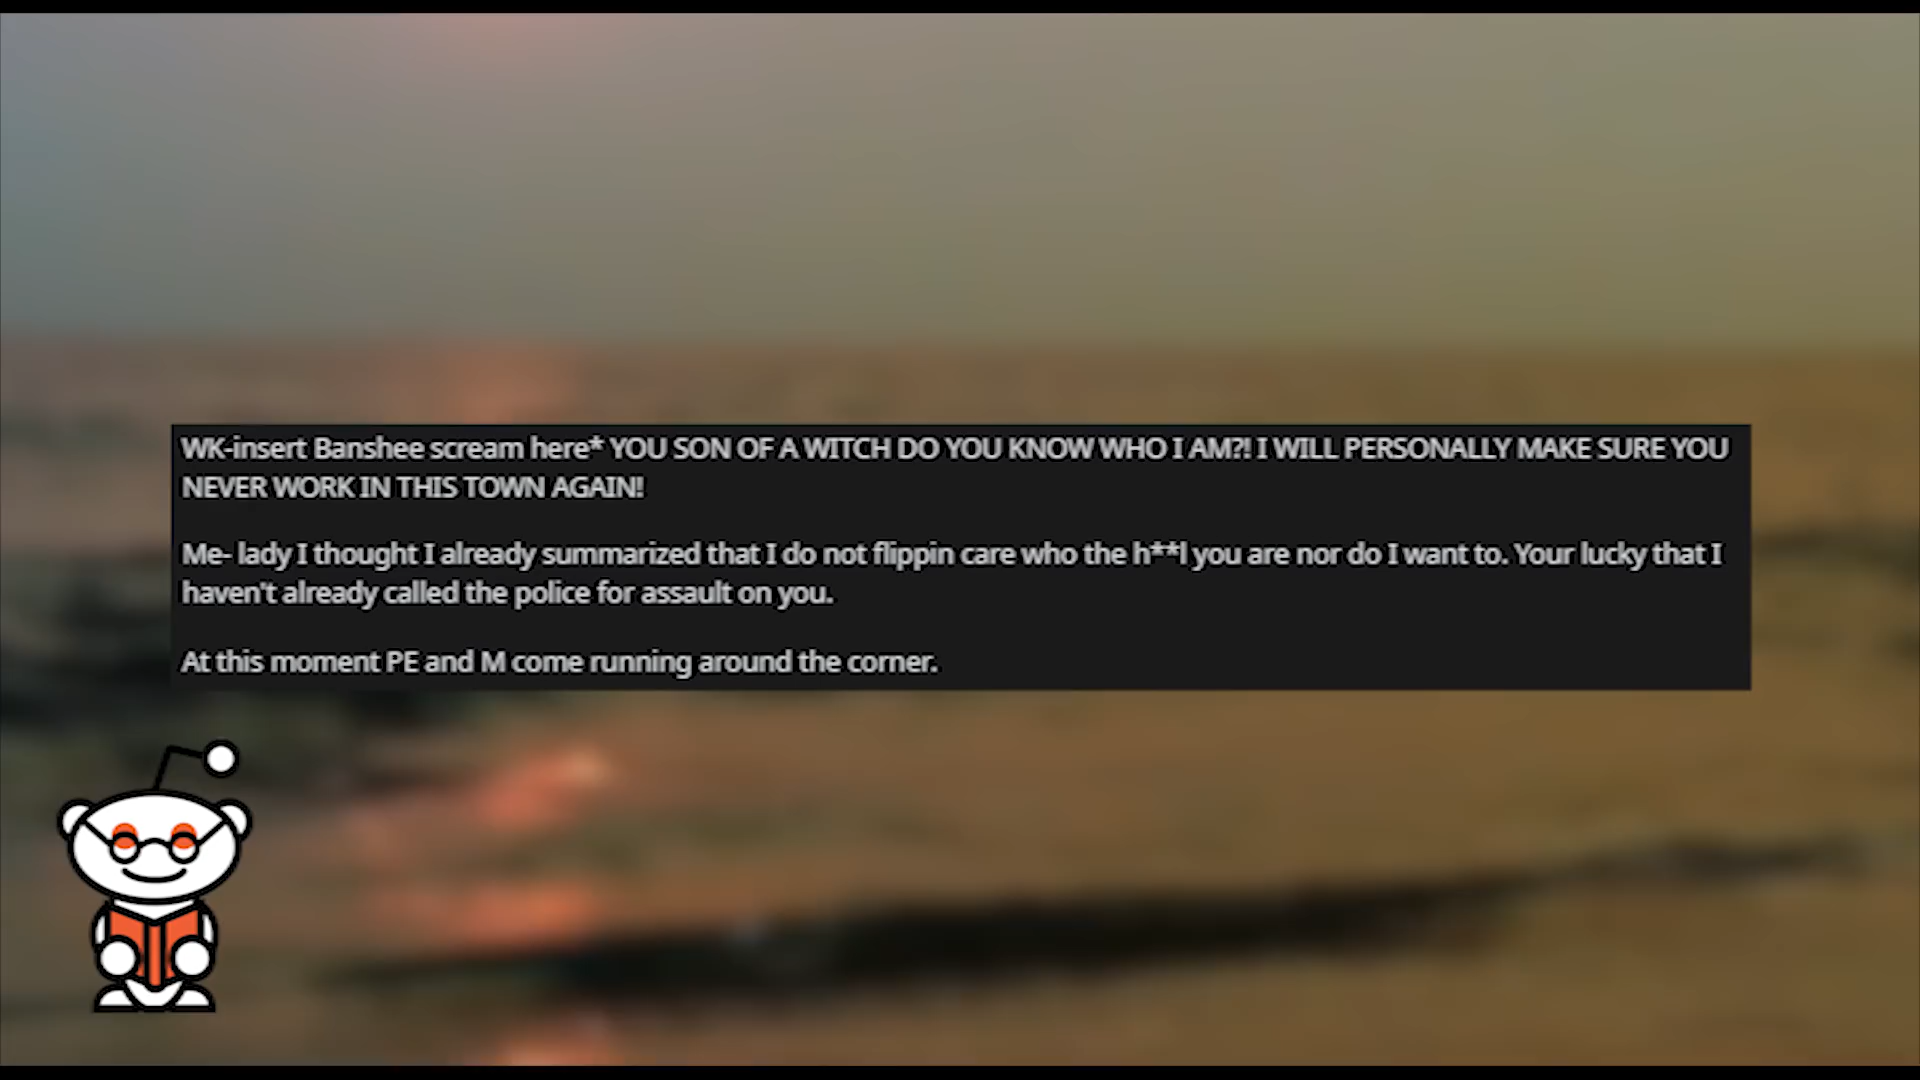 WK-insert Banshee scream here* YOU SON OF A WITCH DO YOU KNOW WHO I AM?! I WILL PERSONALLY MAKE SURE YOU
NEVER WORK IN THIS TOWN AGAIN!
Me- lady I thought I already summarized that I do not flippin care who the h**l you are nor do I want to. Your lucky that I
haven't already called the police for assault on you.
At this moment PE and M come running around the corner.